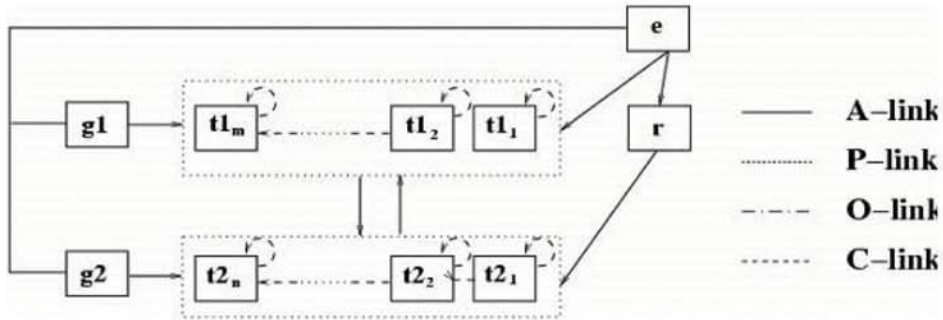 e
g1 t1m t12 t11 r
A-link
P-link
O-link
C-link
g2 t2n t22 t21